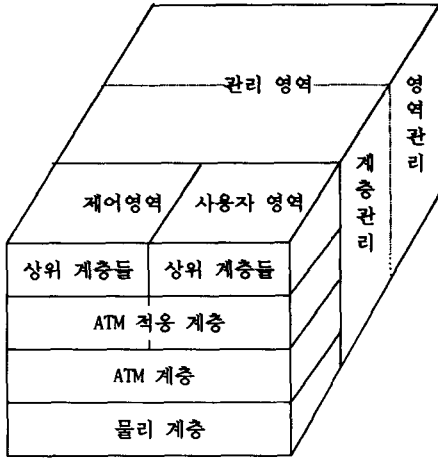 관리 영역
영역관리
계층관리
제어영역 사용자 영역
상위 계층들 상위 계층들
ATM 적응 계층
ATM 계층
물리 계층